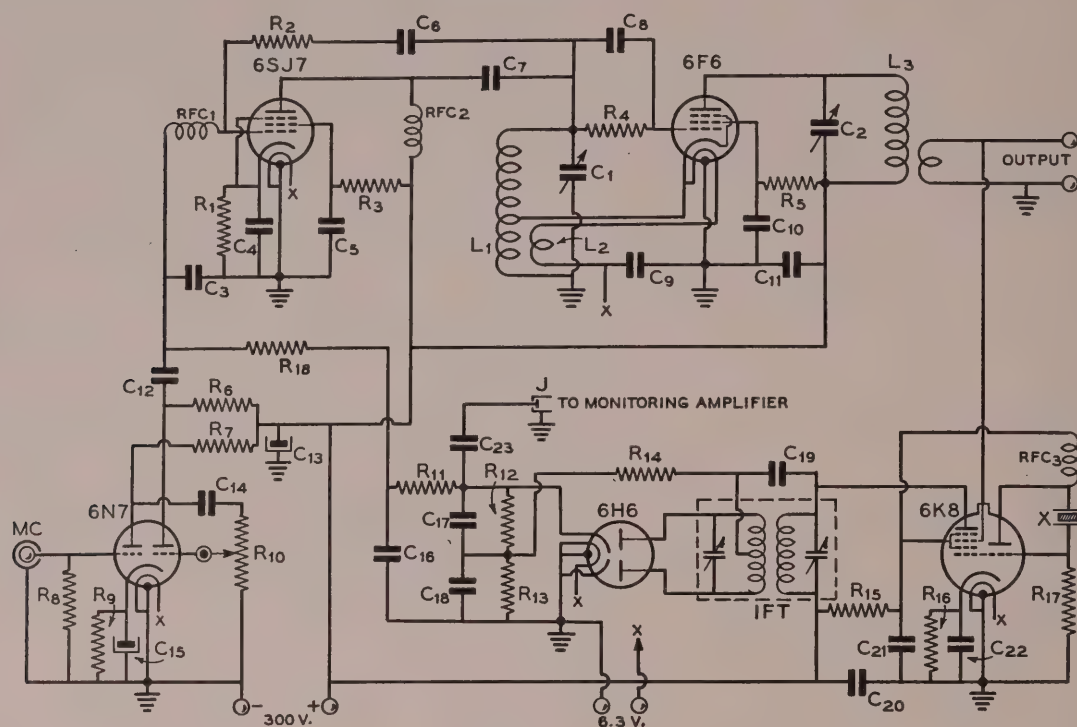 R2
C6
C8
6SJ7
C7
6F6
L3
RFC1
RFC2
R4
C2
C1
OUTPUT
X
R1
R3
R5
C4
C5
L1
L2
C10
C3
C9
C11
X
R18
C12
R6
J
TO MONITORING AMPLIFIER
R7
C13
C23
R14
C19
RFC3
R11
R12
C14
6N7
6H6
6K8
X
MC
C17
R10
C16
R8
R9
C18
R13
X
R15
R16
R17
X
IFT
X
C15
C21
C22
C20
- 300 V. +
6.3 V.